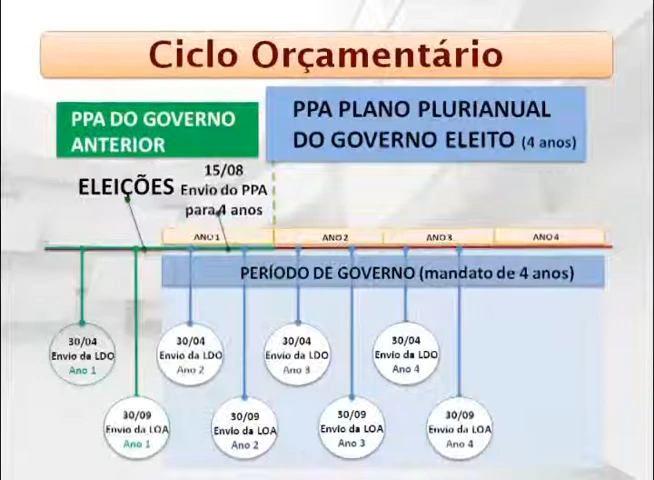 Ciclo Orçamentário
PPA DO GOVERNO
ANTERIOR
PPA PLANO PLURIANUAL
DO GOVERNO ELEITO (4 anos)
ELEIÇÕES
15/08
Envio do PPA
para 4 anos
ANO 1
ANO 2
ANO 3
ANO 4
PERÍODO DE GOVERNO (mandato de 4 anos)
30/04
Envio da LDO
Ano 1
30/04
Envio da LDO
Ano 2
30/04
Envio da LDO
Ano 3
30/04
Envio da LDO
Ano 4
30/09
Envio da LOA
Ano 1
30/09
Envio da LOA
Ano 2
30/09
Envio da LOA
Ano 3
30/09
Envio da LOA
Ano 4